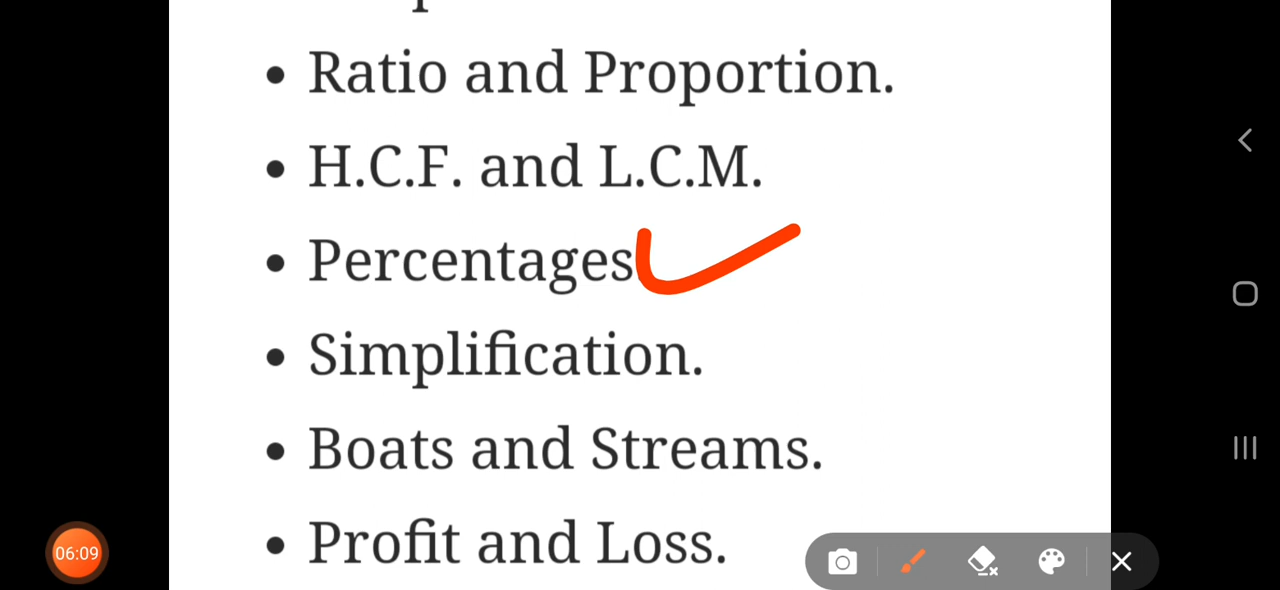 • Ratio and Proportion.
• H.C.F. and L.C.M.
• Percentages
• Simplification.
• Boats and Streams.
• Profit and Loss.
06:09